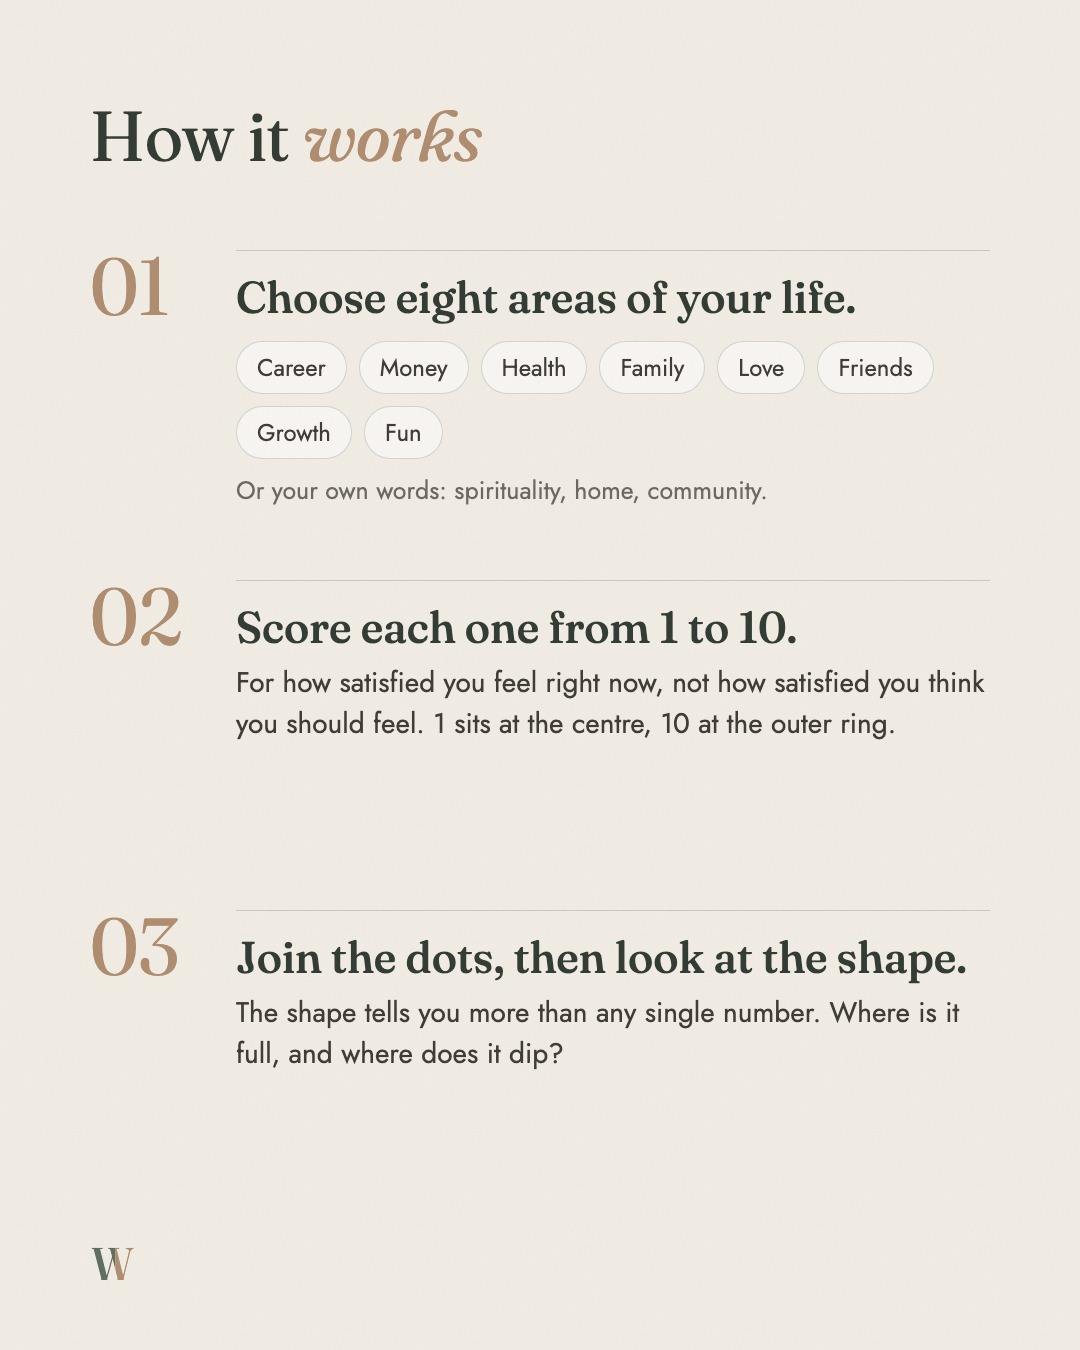 How it works
01
Choose eight areas of your life.
Career Money Health Family Love Friends
Growth Fun
Or your own words: spirituality, home, community.
02
Score each one from 1 to 10.
For how satisfied you feel right now, not how satisfied you think
you should feel. 1 sits at the centre, 10 at the outer ring.
03
Join the dots, then look at the shape.
The shape tells you more than any single number. Where is it
full, and where does it dip?
W